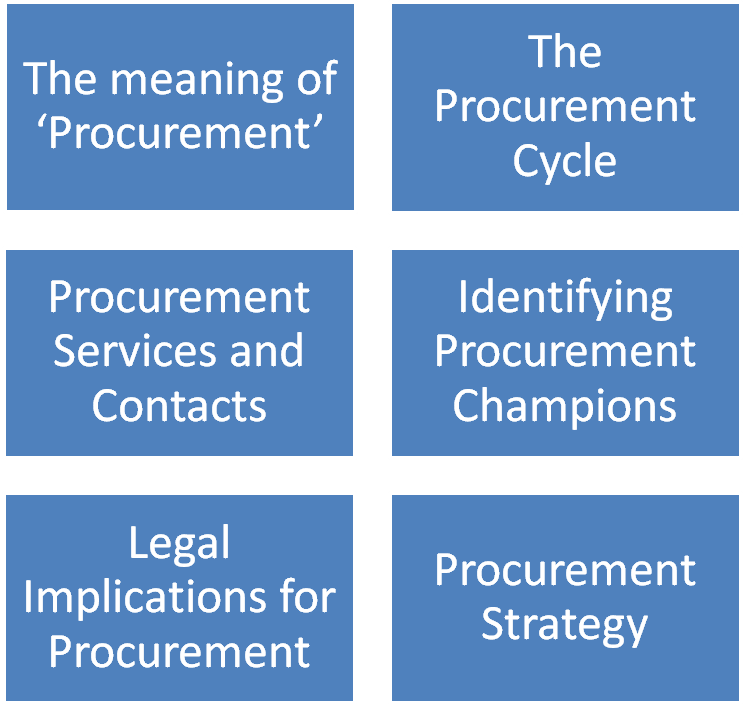 The meaning of
‘Procurement’
The
Procurement
Cycle
Procurement
Services and
Contacts
Identifying
Procurement
Champions
Legal
Implications for
Procurement
Procurement
Strategy